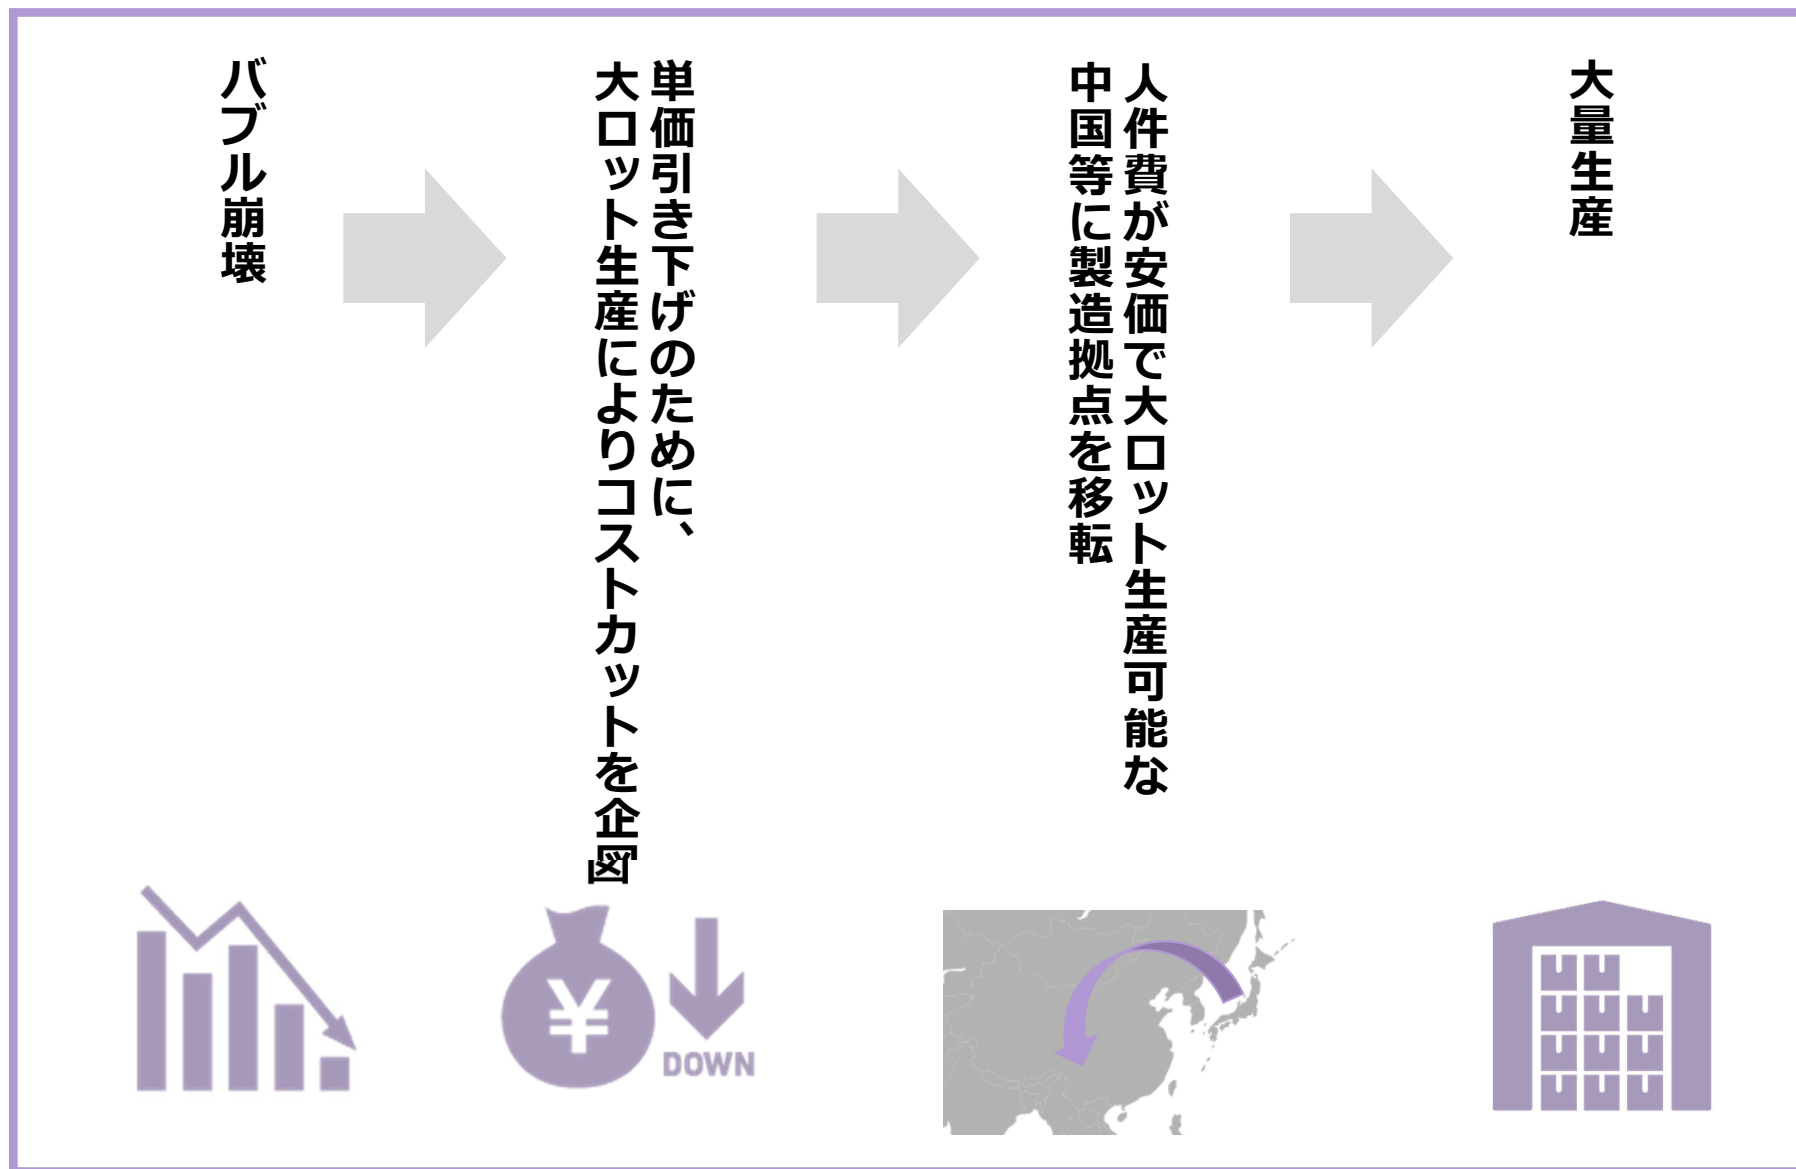 バブル崩壊
単価引き下げのために、
大ロット生産によりコストカットを企図
人件費が安価で大ロット生産可能な
中国等に製造拠点を移転
大量生産
¥
DOWN